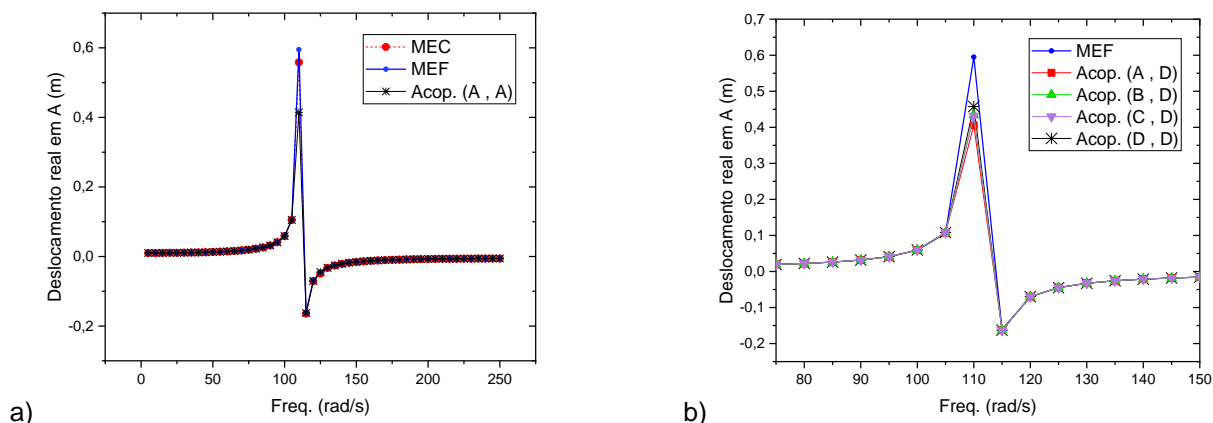 0,6
0,4
0,2
0,0
-0,2
Deslocamento real em A (m)
MEC
MEF
Acop. (A , A)
0
50
100
150
200
250
Freq. (rad/s)
a)
0,7
0,6
0,5
0,4
0,3
0,2
0,1
0,0
-0,1
-0,2
Deslocamento real em A (m)
MEF
Acop. (A , D)
Acop. (B , D)
Acop. (C , D)
Acop. (D , D)
80
90
100
110
120
130
140
150
Freq. (rad/s)
b)